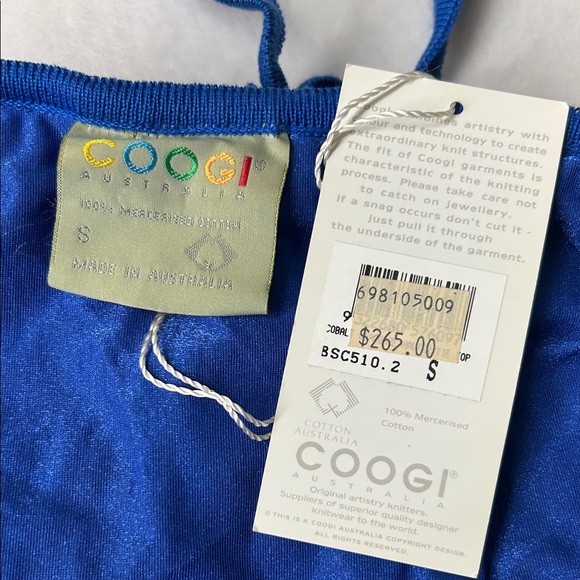 COOGI®
AUSTRALIA
100% MERCERISED COTTON
S
MADE IN AUSTRALIA
artistry with
and technology to create
extraordinary knit structures.
The fit of Coogi garments is
characteristic of the knitting
process. Please take care not
to catch on jewellery.
If a snag occurs don't cut it -
just pull it through
the underside of the garment.
698105009
9
$265.00
COBAL
TOP
BSC510.2 S
COTTON
AUSTRALIA
100% Mercerised
Cotton
COOGI®
AUSTRALIA
Original artistry knitters.
Suppliers of superior quality designer
knitwear to the world.
© THIS IS A COOGI AUSTRALIA COPYRIGHT DESIGN.
ALL RIGHTS RESERVED.